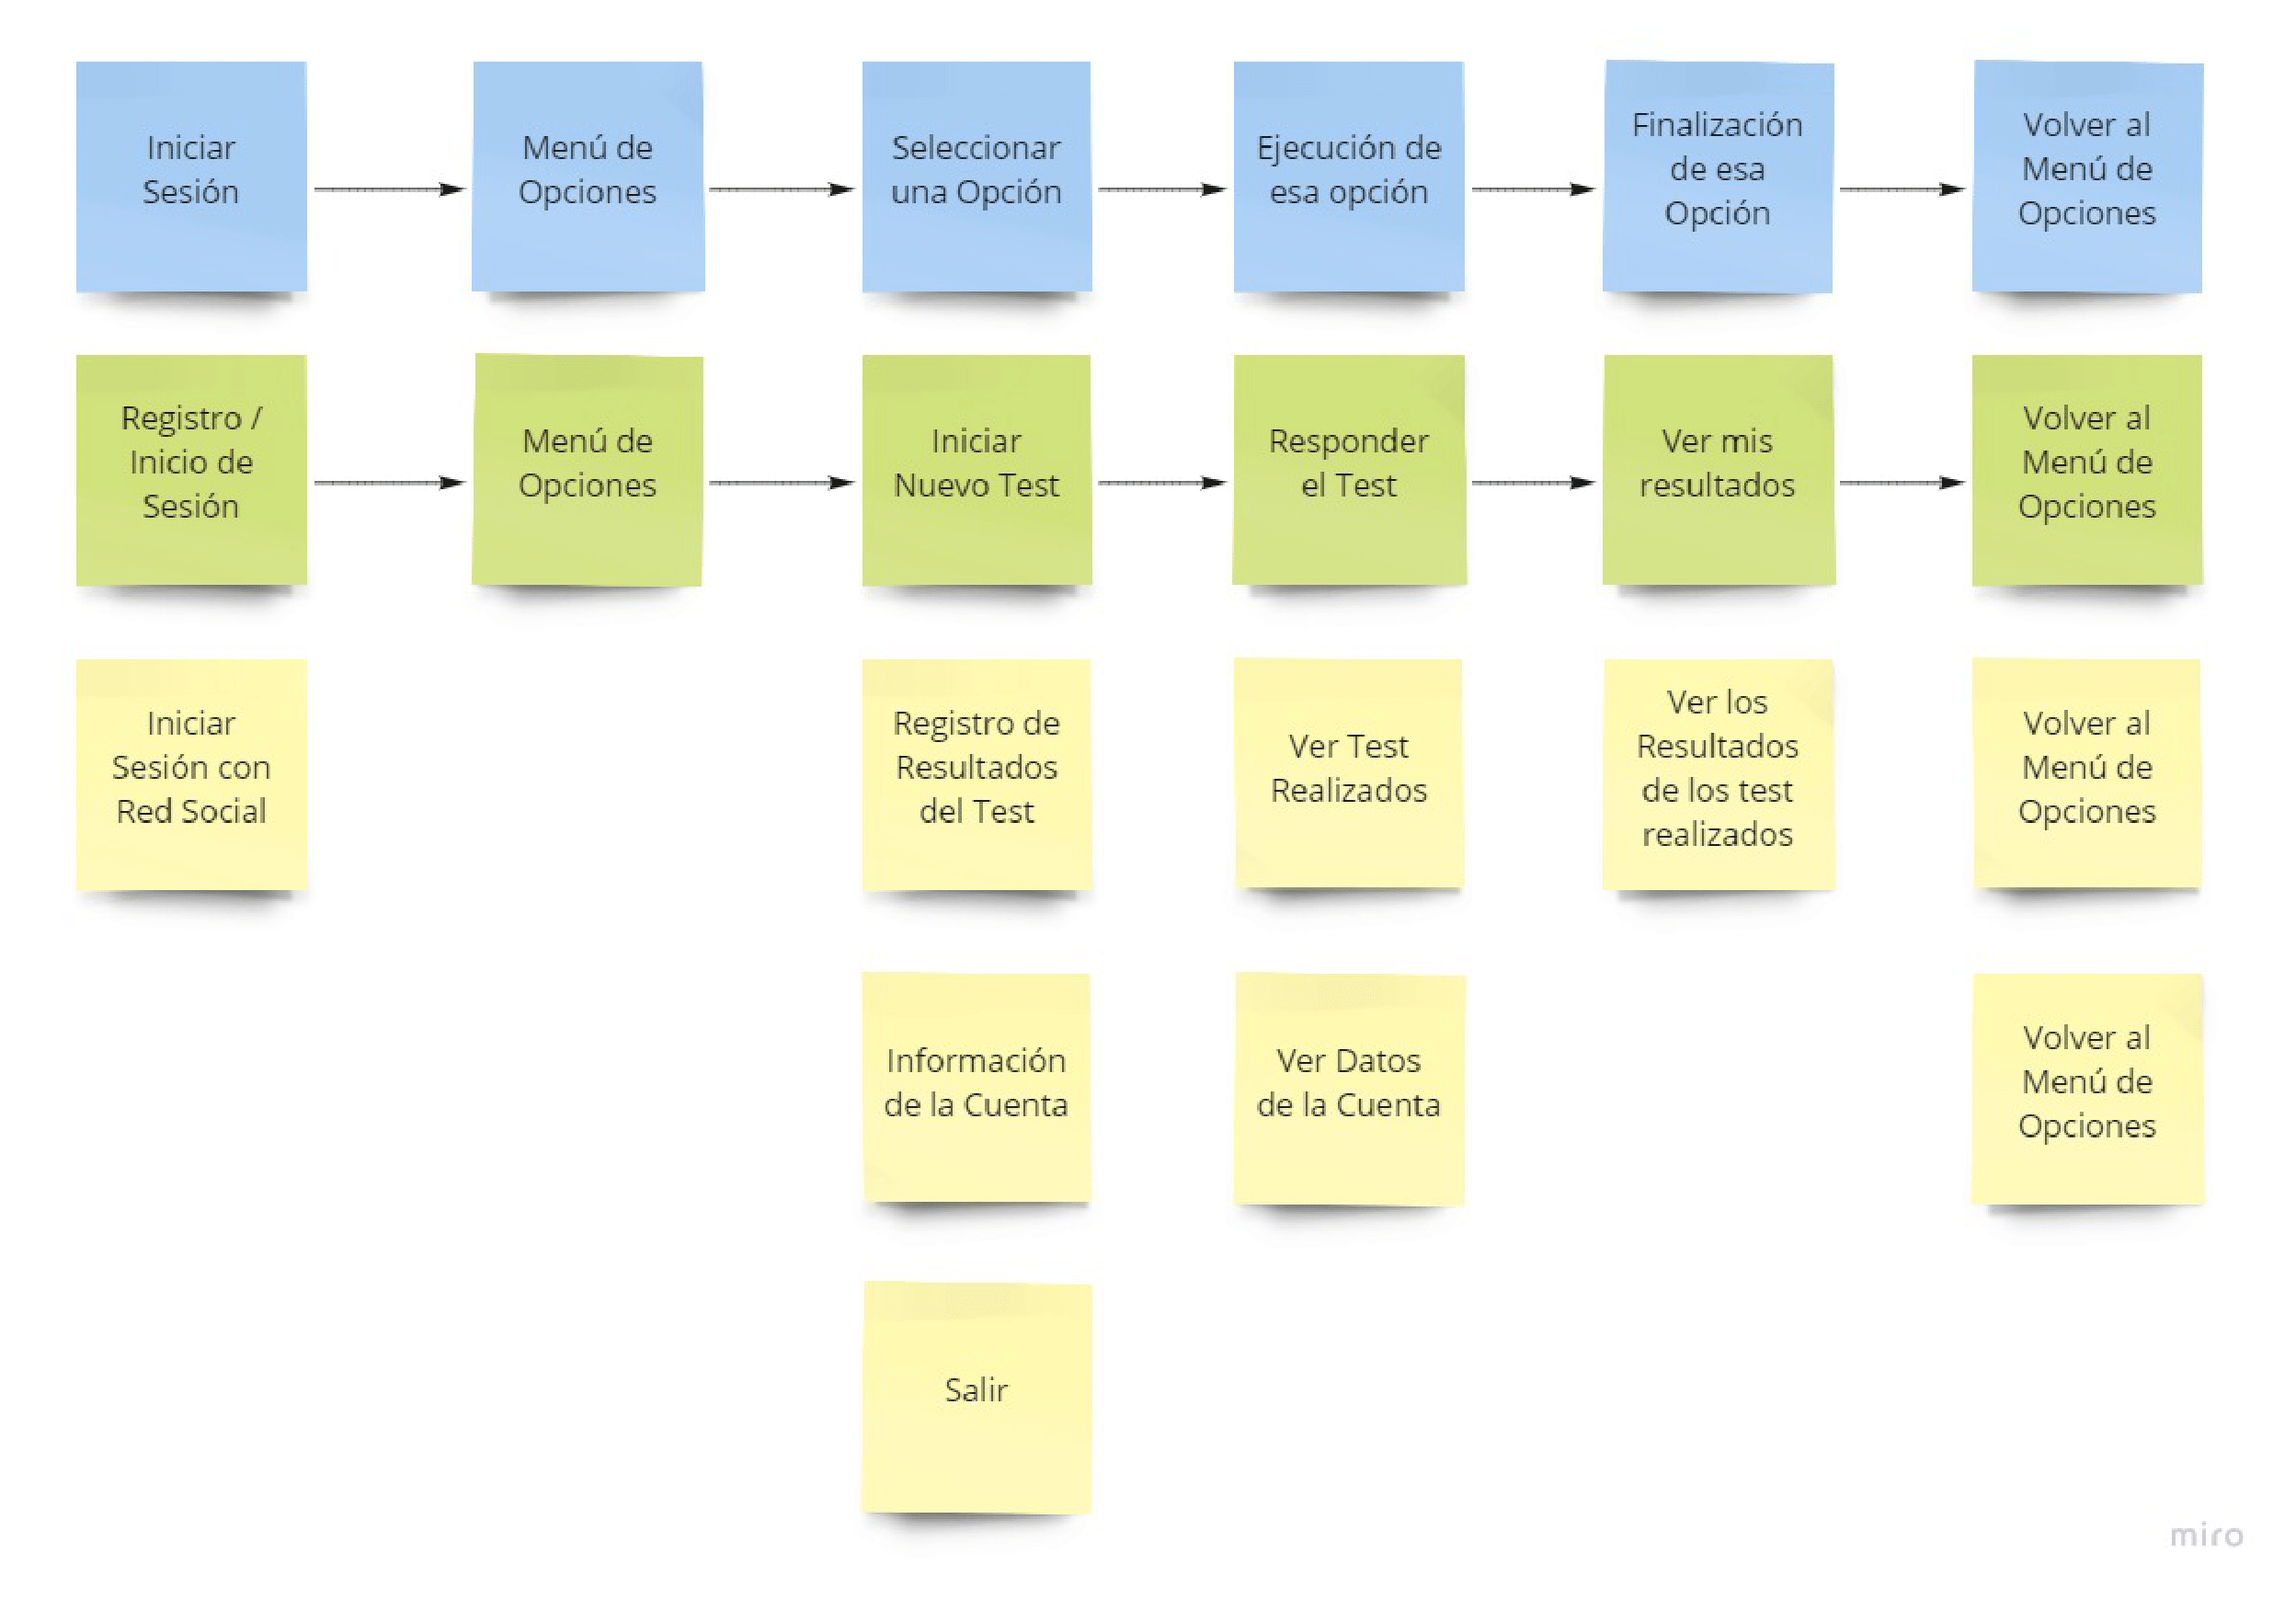 Iniciar
Sesión
Menú de
Opciones
Seleccionar
una Opción
Ejecución de
esa opción
Finalización
de esa
Opción
Volver al
Menú de
Opciones
Registro /
Inicio de
Sesión
Menú de
Opciones
Iniciar
Nuevo Test
Responder
el Test
Ver mis
resultados
Volver al
Menú de
Opciones
Iniciar
Sesión con
Red Social
Registro de
Resultados
del Test
Ver Test
Realizados
Ver los
Resultados
de los test
realizados
Volver al
Menú de
Opciones
Información
de la Cuenta
Ver Datos
de la Cuenta
Volver al
Menú de
Opciones
Salir
miro